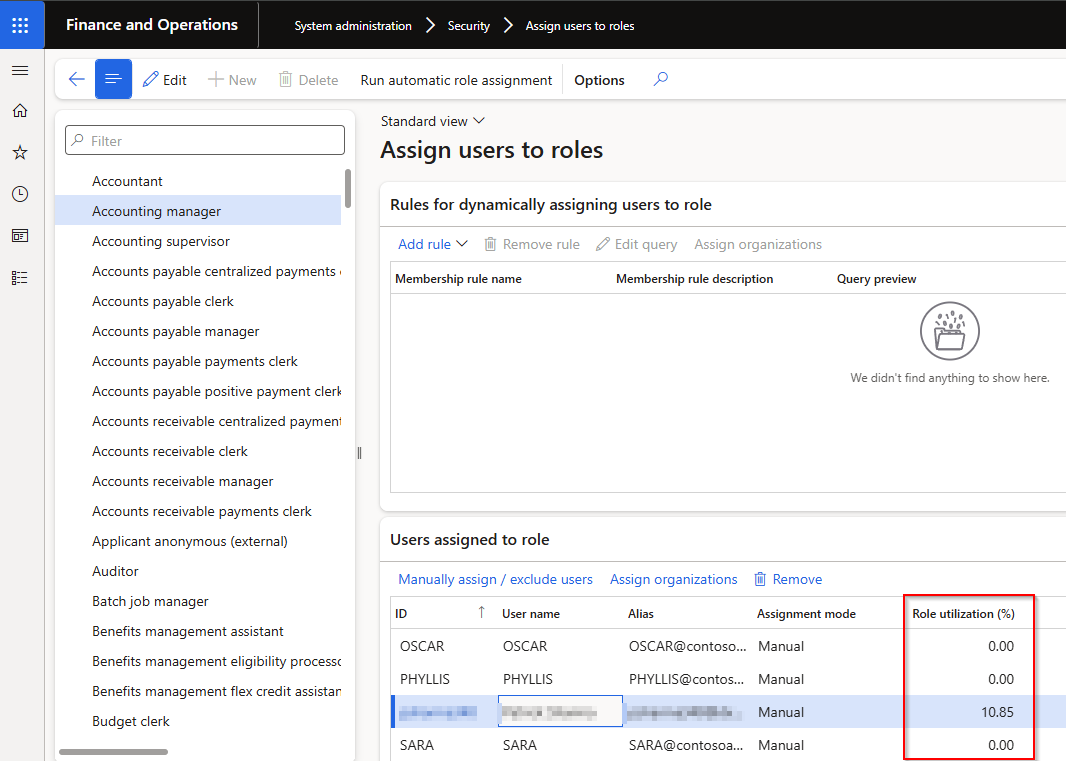 Finance and Operations
System administration Security Assign users to roles
Edit New Delete Run automatic role assignment Options
Filter
Accountant
Accounting manager
Accounting supervisor
Accounts payable centralized payments
Accounts payable clerk
Accounts payable manager
Accounts payable payments clerk
Accounts payable positive payment clerk
Accounts receivable centralized payment
Accounts receivable clerk
Accounts receivable manager
Accounts receivable payments clerk
Applicant anonymous (external)
Auditor
Batch job manager
Benefits management assistant
Benefits management eligibility processo
Benefits management flex credit assistan
Budget clerk
Standard view
Assign users to roles
Rules for dynamically assigning users to role
Add rule Remove rule Edit query Assign organizations
Membership rule name Membership rule description Query preview
We didn't find anything to show here.
Users assigned to role
Manually assign / exclude users Assign organizations Remove
ID User name Alias Assignment mode Role utilization (%)
OSCAR OSCAR OSCAR@contoso... Manual 0.00
PHYLLIS PHYLLIS PHYLLIS@contos... Manual 0.00
Manual 10.85
SARA SARA SARA@contosoa... Manual 0.00